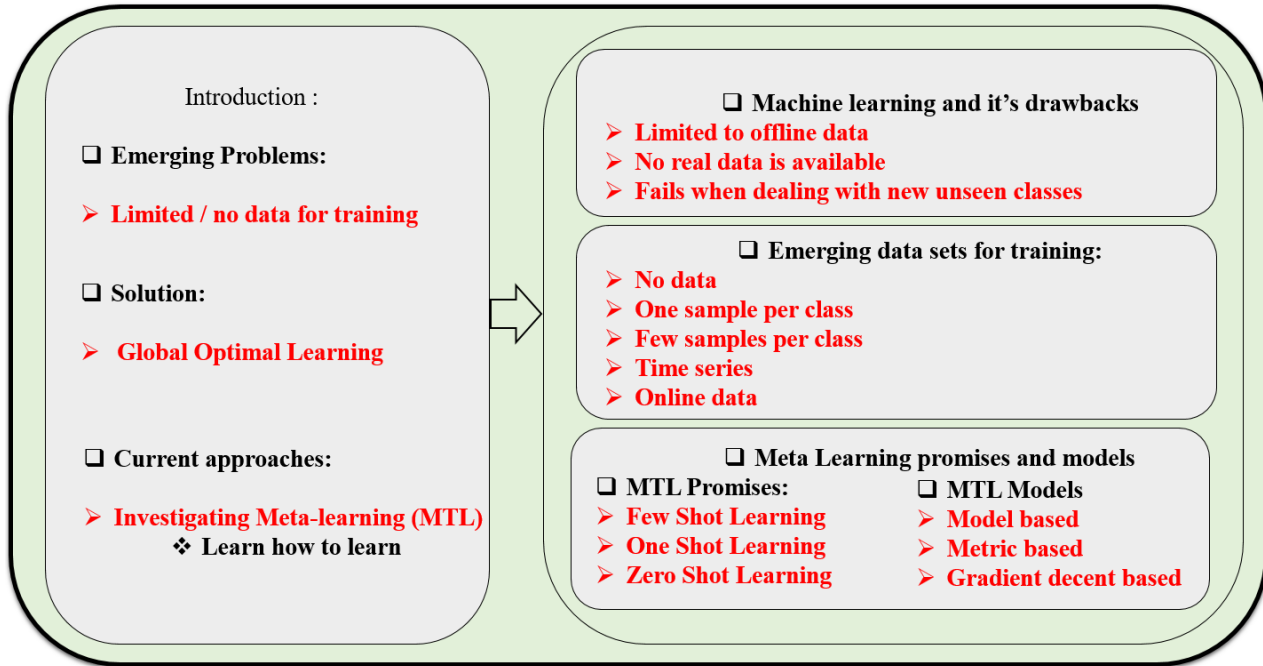 Introduction :
❑ Emerging Problems:
➢ Limited / no data for training
❑ Solution:
➢ Global Optimal Learning
❑ Current approaches:
➢ Investigating Meta-learning (MTL)
❖ Learn how to learn
❑ Machine learning and it’s drawbacks
➢ Limited to offline data
➢ No real data is available
➢ Fails when dealing with new unseen classes
❑ Emerging data sets for training:
➢ No data
➢ One sample per class
➢ Few samples per class
➢ Time series
➢ Online data
❑ Meta Learning promises and models
❑ MTL Promises:
➢ Few Shot Learning
➢ One Shot Learning
➢ Zero Shot Learning
❑ MTL Models
➢ Model based
➢ Metric based
➢ Gradient decent based